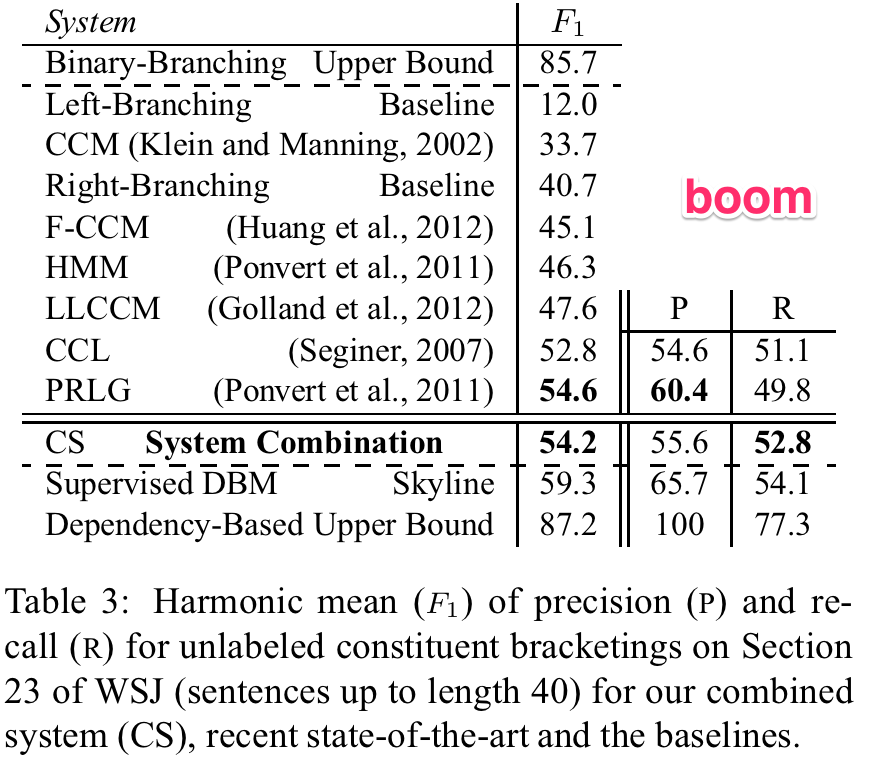 System F1
Binary-Branching Upper Bound 85.7
Left-Branching Baseline 12.0
CCM (Klein and Manning, 2002) 33.7
Right-Branching Baseline 40.7
boom
F-CCM (Huang et al., 2012) 45.1
HMM (Ponvert et al., 2011) 46.3
LLCCM (Golland et al., 2012) 47.6 P R
CCL (Seginer, 2007) 52.8 54.6 51.1
PRLG (Ponvert et al., 2011) 54.6 60.4 49.8
CS System Combination 54.2 55.6 52.8
Supervised DBM Skyline 59.3 65.7 54.1
Dependency-Based Upper Bound 87.2 100 77.3
Table 3: Harmonic mean (F1) of precision (P) and re-
call (R) for unlabeled constituent bracketings on Section
23 of WSJ (sentences up to length 40) for our combined
system (CS), recent state-of-the-art and the baselines.